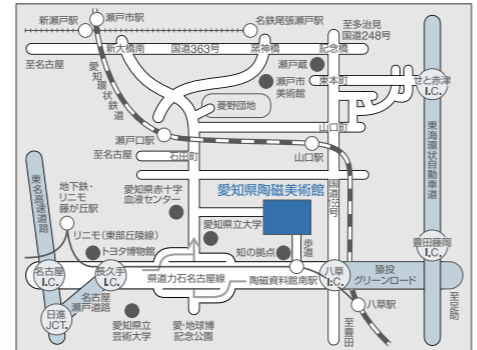 新瀬戸駅
瀬戸市駅
名鉄尾張瀬戸駅
至多治見
国道248号
新大橋南
国道363号
窯神橋
記念橋
至名古屋
愛知環状鉄道
瀬戸蔵
瀬戸市
美術館
東本町
せと赤津
I.C.
菱野団地
山口町
瀬戸口駅
至名古屋
石田町
山口駅
東海環状自動車道
東名高速道路
地下鉄・
リニモ
藤が丘駅
愛知県赤十字
血液センター
愛知県陶磁美術館
国道155号
愛知県立大学
リニモ(東部丘陵線)
トヨタ博物館
知の拠点
歩道
豊田藤岡
I.C.
名古屋
I.C.
長久手
I.C.
県道力石名古屋線
陶磁資料館南駅
八草
I.C.
猿投
グリーンロード
名古屋
瀬戸道路
日進
JCT.
愛知県立
芸術大学
愛・地球博
記念公園
至豊田
八草駅
至足助